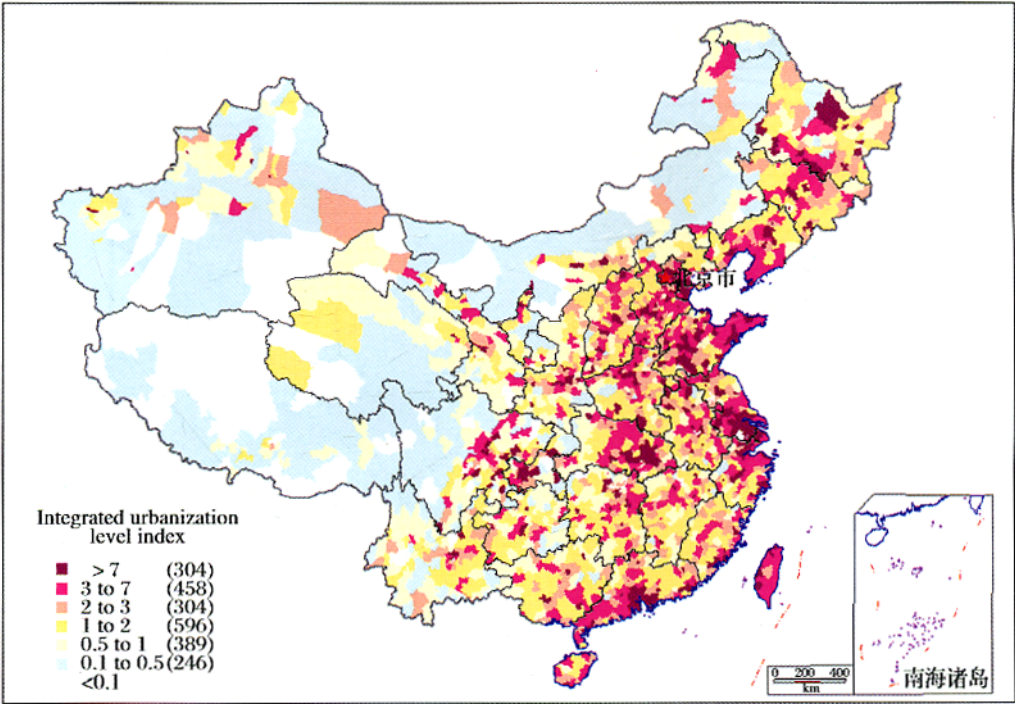 北京市
Integrated urbanization
level index
> 7 (304)
3 to 7 (458)
2 to 3 (304)
1 to 2 (596)
0.5 to 1 (389)
0.1 to 0.5 (246)
<0.1
0 200 400
km
南海诸岛